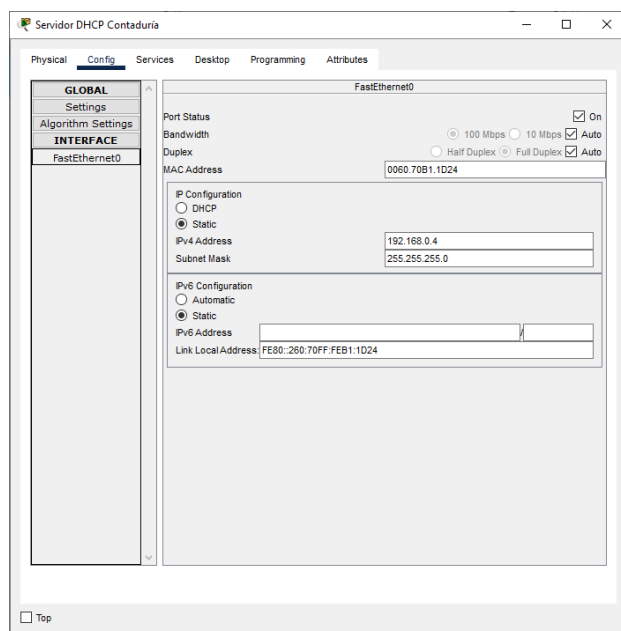 Servidor DHCP Contaduría
Physical Config Services Desktop Programming Attributes
GLOBAL
Settings
Algorithm Settings
INTERFACE
FastEthernet0
FastEthernet0
Port Status On
Bandwidth 100 Mbps 10 Mbps Auto
Duplex Half Duplex Full Duplex Auto
MAC Address 0060.70B1.1D24
IP Configuration
DHCP
Static
IPv4 Address 192.168.0.4
Subnet Mask 255.255.255.0
IPv6 Configuration
Automatic
Static
IPv6 Address /
Link Local Address: FE80::260:70FF:FEB1:1D24
Top